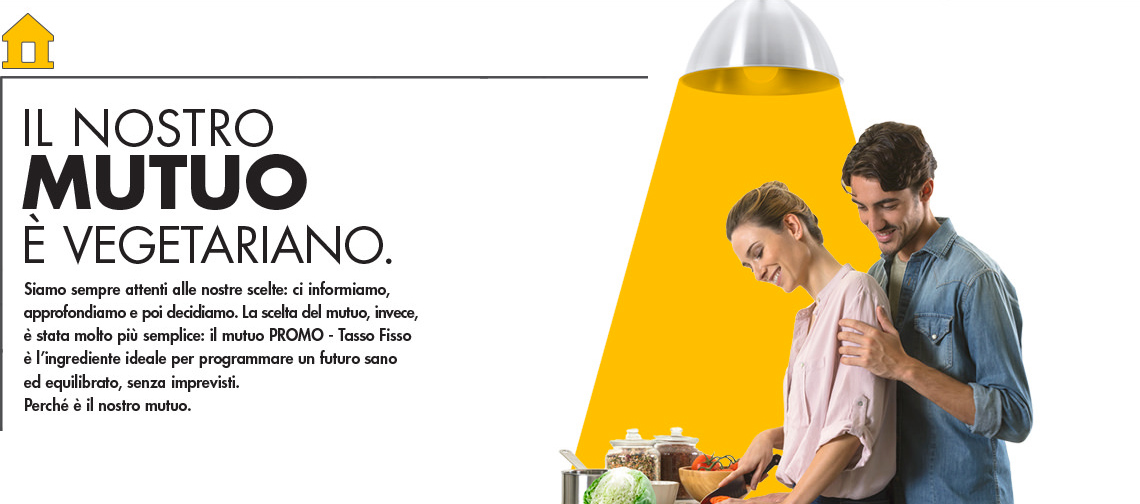 IL NOSTRO
MUTUO
È VEGETARIANO.
Siamo sempre attenti alle nostre scelte: ci informiamo,
approfondiamo e poi decidiamo. La scelta del mutuo, invece,
è stata molto più semplice: il mutuo PROMO - Tasso Fisso
è l’ingrediente ideale per programmare un futuro sano
ed equilibrato, senza imprevisti.
Perché è il nostro mutuo.